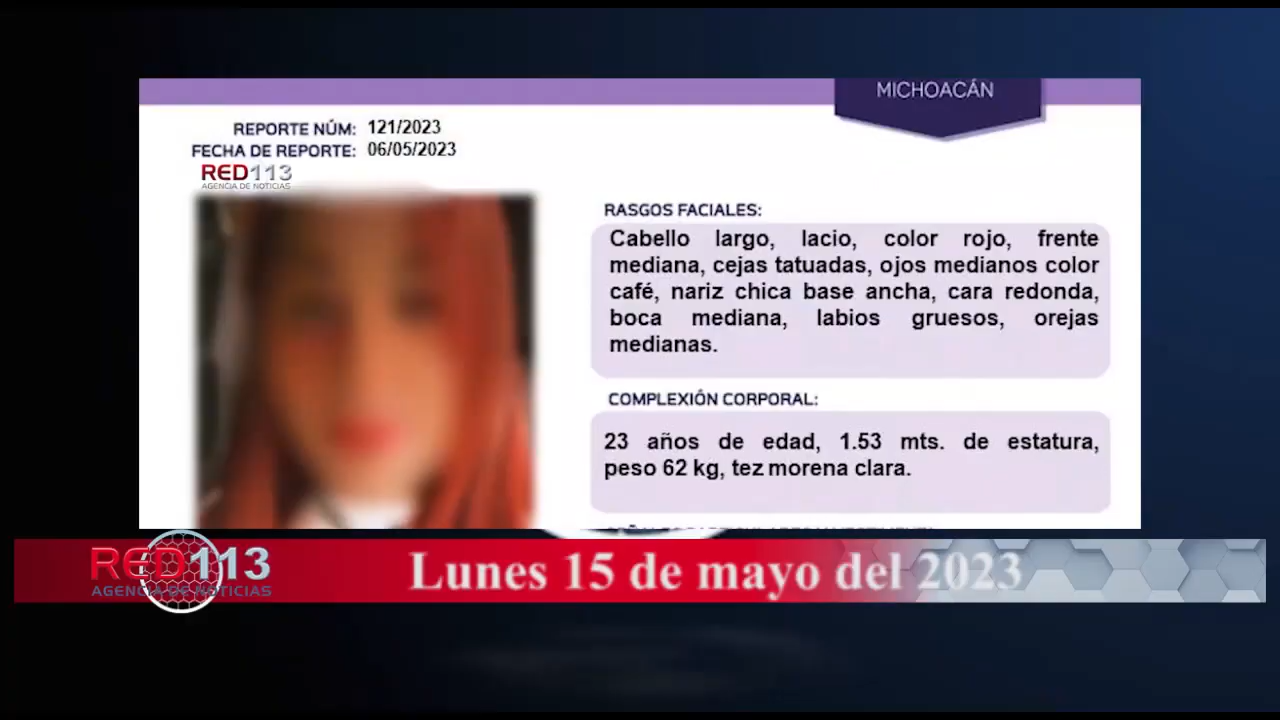 MICHOACÁN
REPORTE NÚM: 121/2023
FECHA DE REPORTE: 06/05/2023
RED113
AGENCIA DE NOTICIAS
RASGOS FACIALES:
Cabello largo, lacio, color rojo, frente
mediana, cejas tatuadas, ojos medianos color
café, nariz chica base ancha, cara redonda,
boca mediana, labios gruesos, orejas
medianas.
COMPLEXIÓN CORPORAL:
23 años de edad, 1.53 mts. de estatura,
peso 62 kg, tez morena clara.
RED113
AGENCIA DE NOTICIAS
Lunes 15 de mayo del 2023